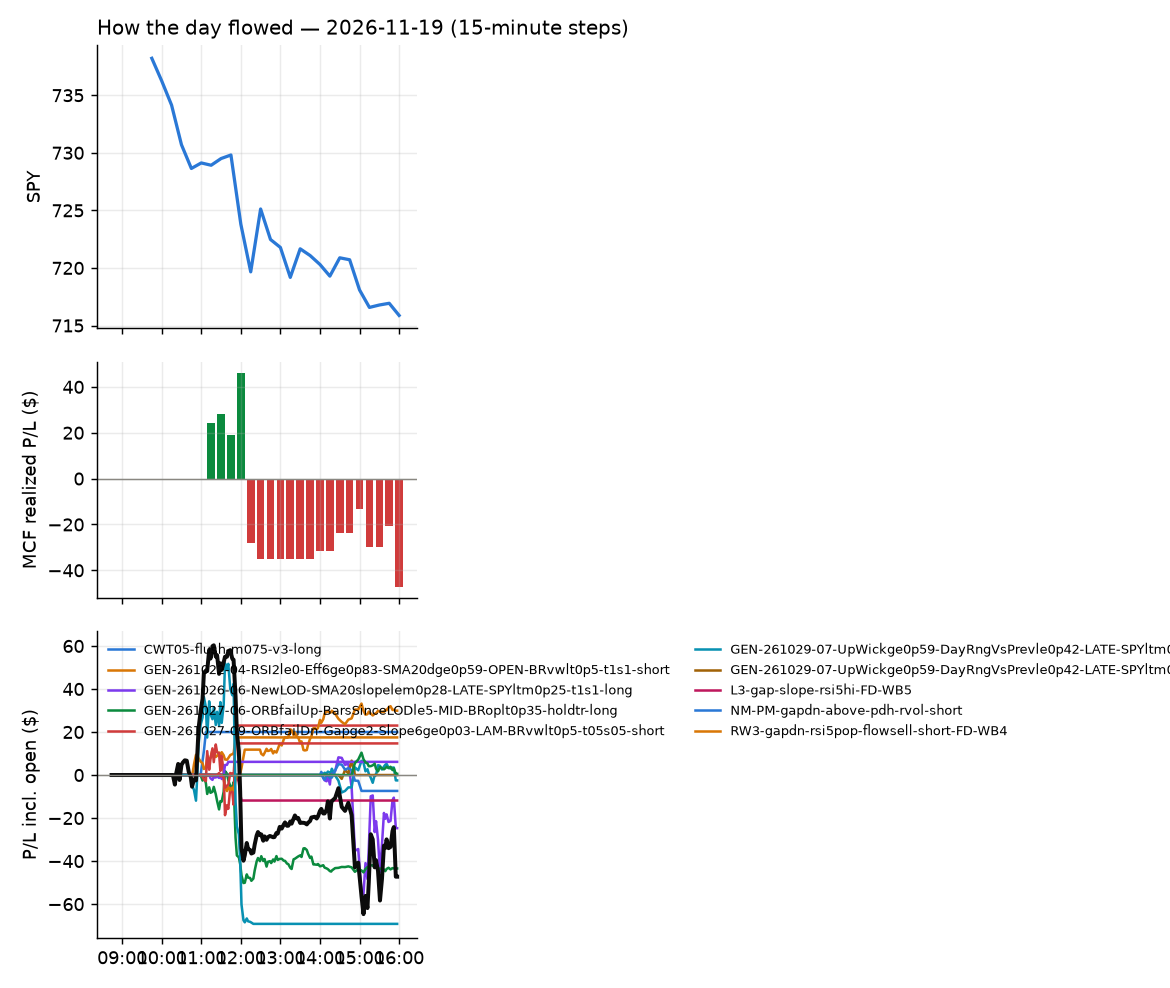 How the day flowed — 2026-11-19 (15-minute steps)
735
730
725
720
715
SPY
40
20
0
−20
−40
MCF realized P/L ($)
60
40
20
0
−20
−40
−60
P/L incl. open ($)
CWT05-flush-m075-v3-long
GEN-261026-04-RSI2le0-Eff6ge0p83-SMA20dge0p59-OPEN-BRvwlt0p5-t1s1-short
GEN-261026-06-NewLOD-SMA20slopelem0p28-LATE-SPYltm0p25-t1s1-long
GEN-261027-06-ORBfailUp-BarsSinceLODle5-MID-BRoplt0p35-holdtr-long
GEN-261027-09-ORBfailDn-Gapge2-Slope6ge0p03-LAM-BRvwlt0p5-t05s05-short
GEN-261029-07-UpWickge0p59-DayRngVsPrevle0p42-LATE-SPYltm0
GEN-261029-07-UpWickge0p59-DayRngVsPrevle0p42-LATE-SPYltm0
L3-gap-slope-rsi5hi-FD-WB5
NM-PM-gapdn-above-pdh-rvol-short
RW3-gapdn-rsi5pop-flowsell-short-FD-WB4
09:00 10:00 11:00 12:00 13:00 14:00 15:00 16:00